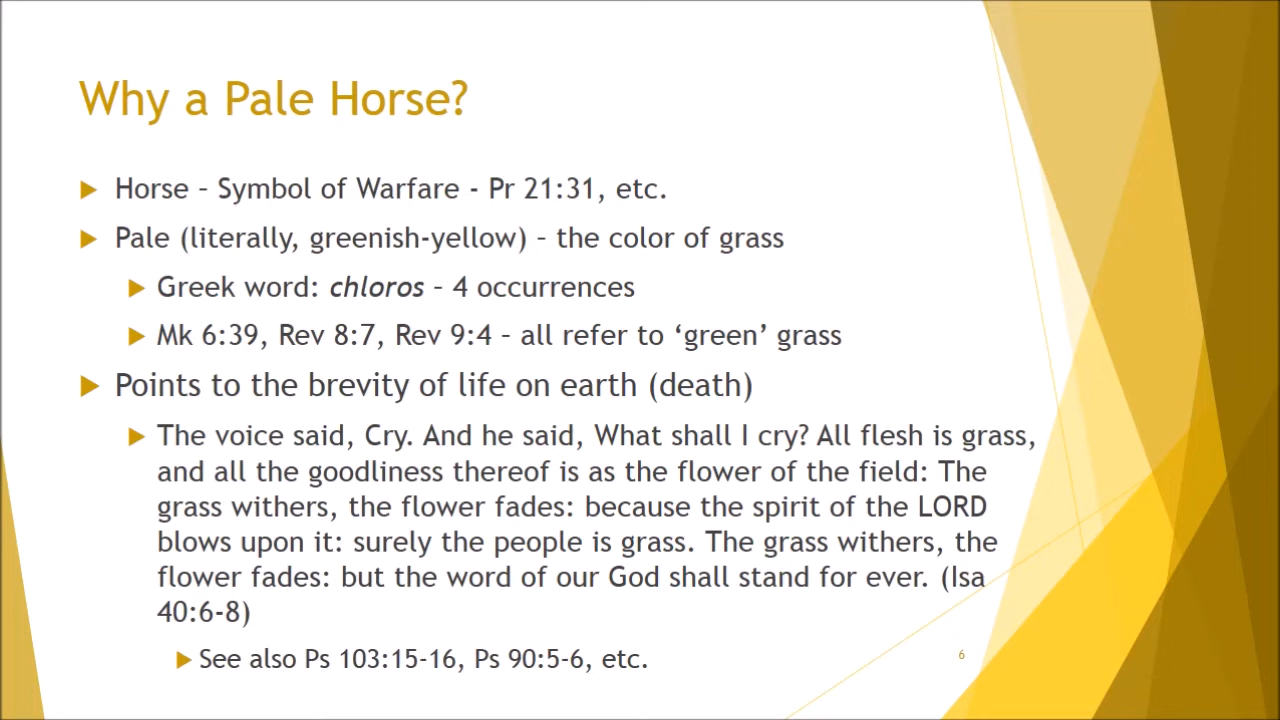 Why a Pale Horse?
Horse – Symbol of Warfare - Pr 21:31, etc.
Pale (literally, greenish-yellow) – the color of grass
Greek word: chloros – 4 occurrences
Mk 6:39, Rev 8:7, Rev 9:4 – all refer to ‘green’ grass
Points to the brevity of life on earth (death)
The voice said, Cry. And he said, What shall I cry? All flesh is grass,
and all the goodliness thereof is as the flower of the field: The
grass withers, the flower fades: because the spirit of the LORD
blows upon it: surely the people is grass. The grass withers, the
flower fades: but the word of our God shall stand for ever. (Isa
40:6-8)
See also Ps 103:15-16, Ps 90:5-6, etc.
6